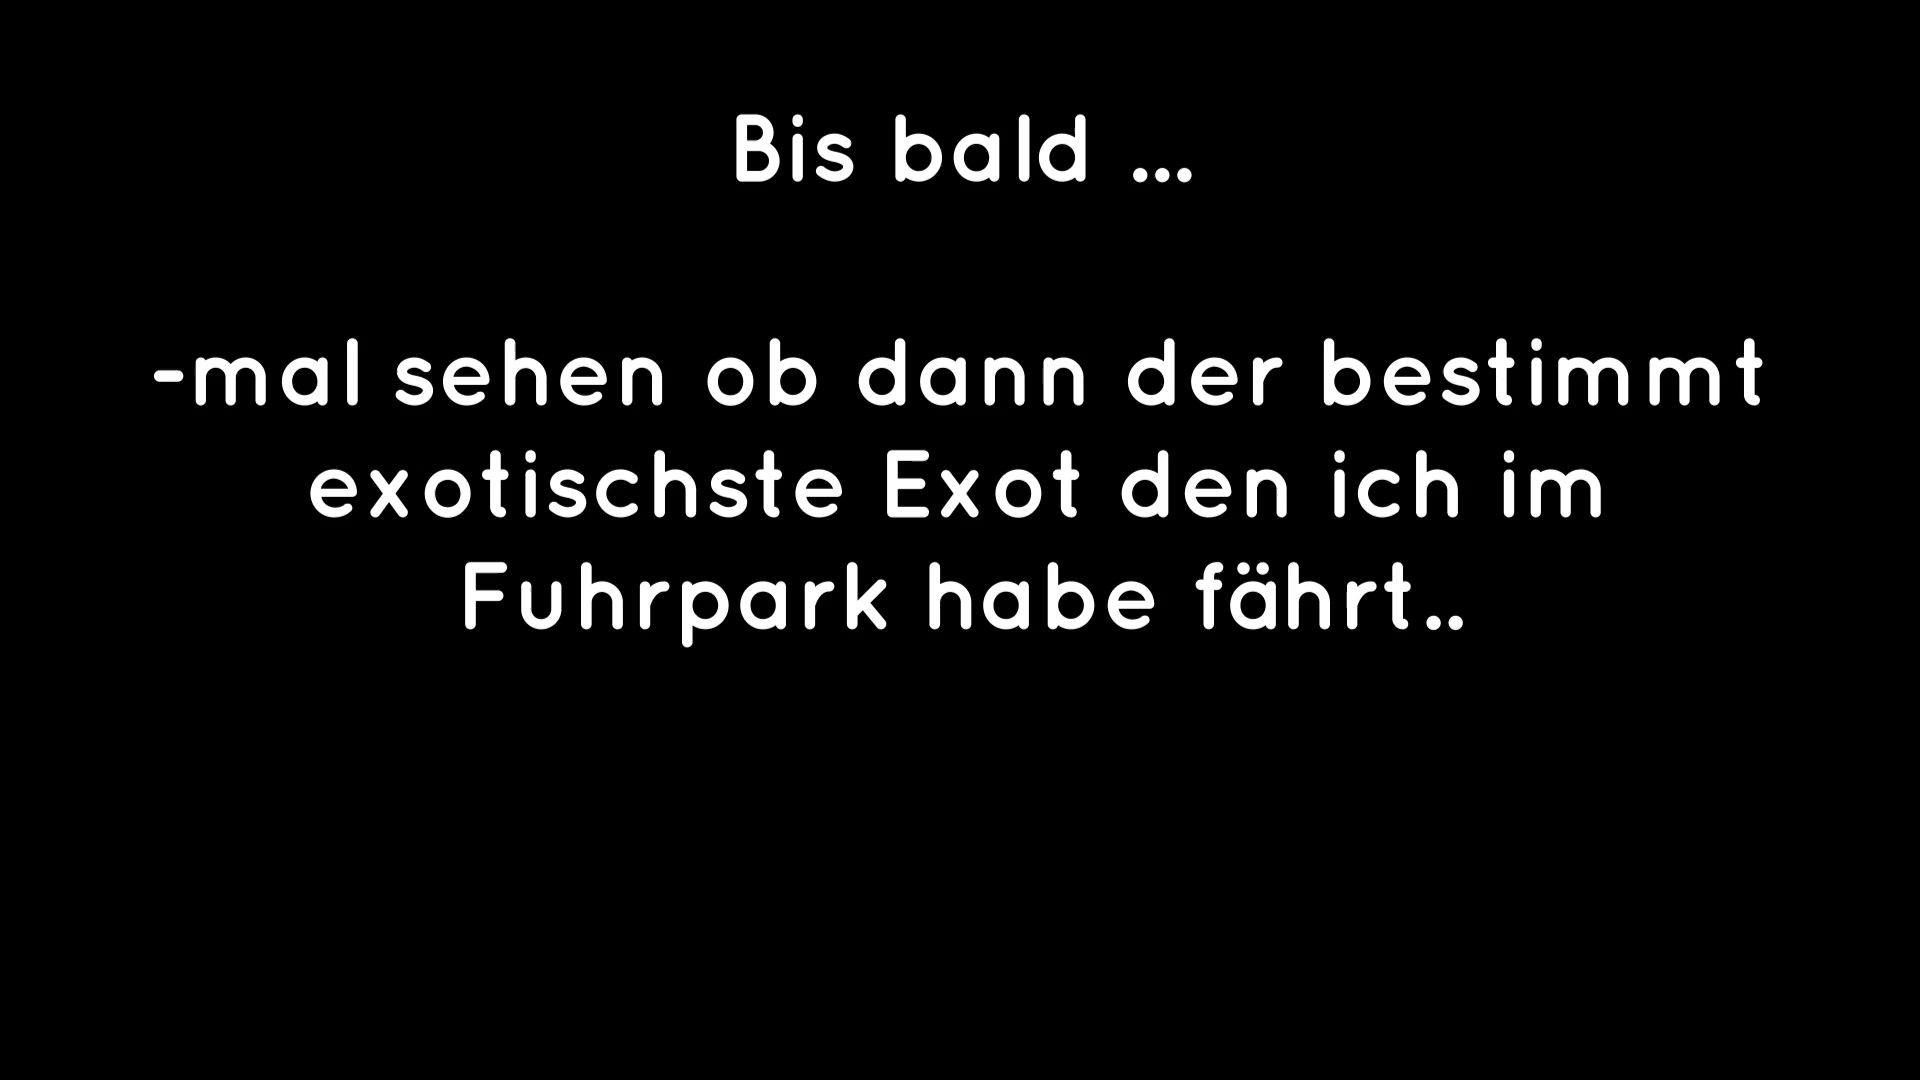 Bis bald ...
-mal sehen ob dann der bestimmt
exotischste Exot den ich im
Fuhrpark habe fährt..